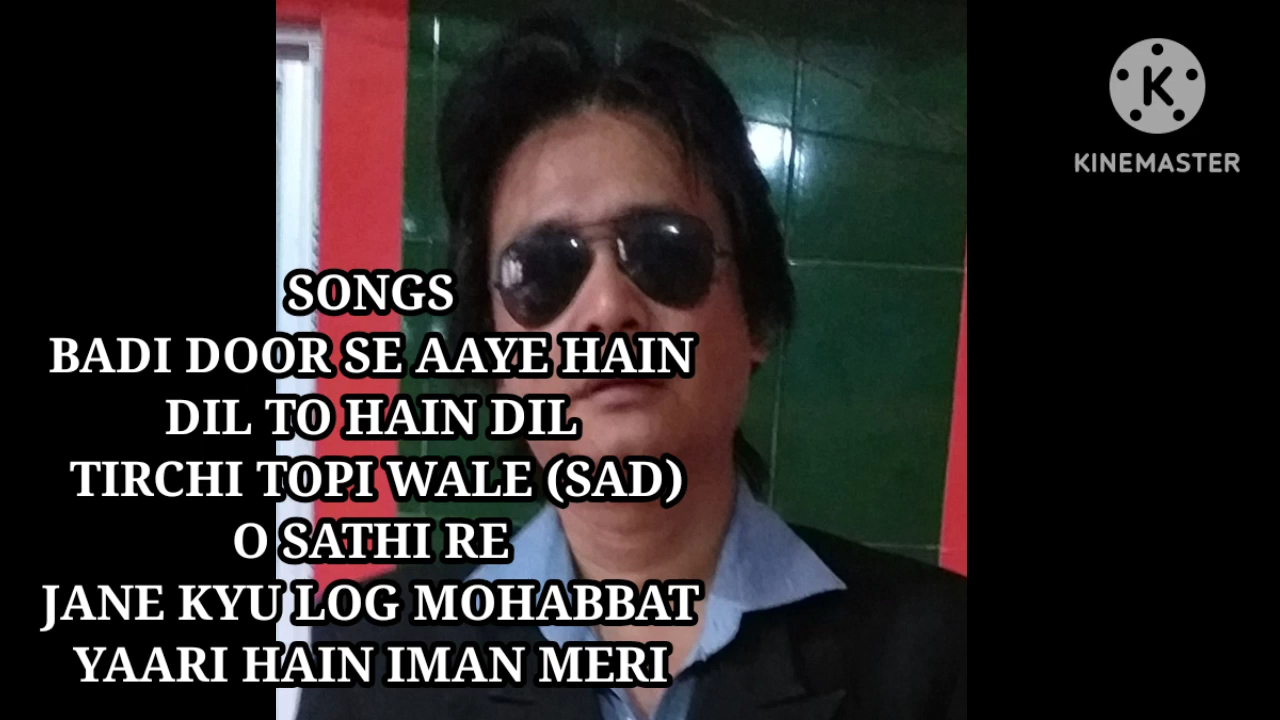 SONGS
BADI DOOR SE AAYE HAIN
DIL TO HAIN DIL
TIRCHI TOPI WALE (SAD)
O SATHI RE
JANE KYU LOG MOHABBAT
YAARI HAIN IMAN MERI
K
KINEMASTER